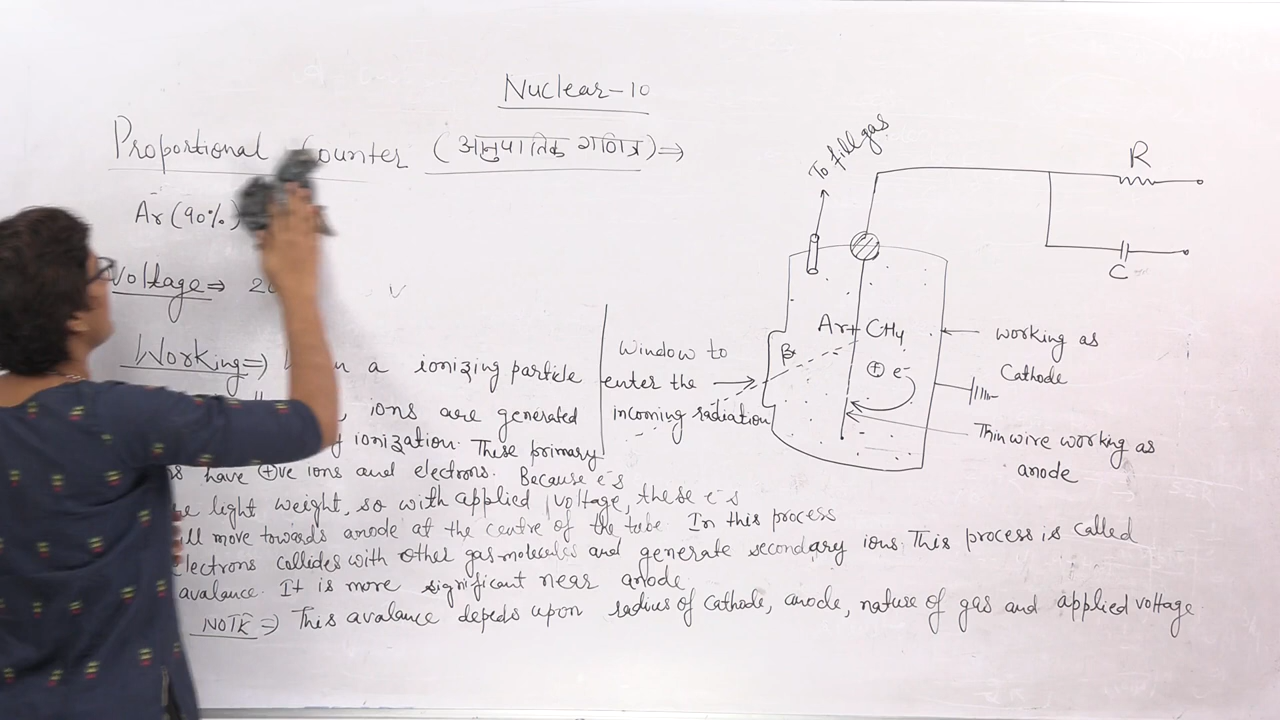 Nuclear-10
Proportional Counter (आनुपातिक गणित्र) ⇒
Ar (90%)
Voltage ⇒ 20 V
Working ⇒ a ionizing particle
ions are generated
ionization. These primary
have ⊕ve ions and electrons. Because e⁻s
light weight, so with applied voltage, these e⁻s
move towards anode at the centre of the tube. In this process
electrons collides with other gas molecules and generate secondary ions. This process is called
avalance. It is more significant near anode.
NOTE ⇒ This avalance depeds upon radius of cathode, anode, nature of gas and applied voltage.
Window to
enter the
incoming radiation
To fill gas
R
C
Ar+ CH4
β
⊕ e⁻
working as
Cathode
Thin wire working as
anode